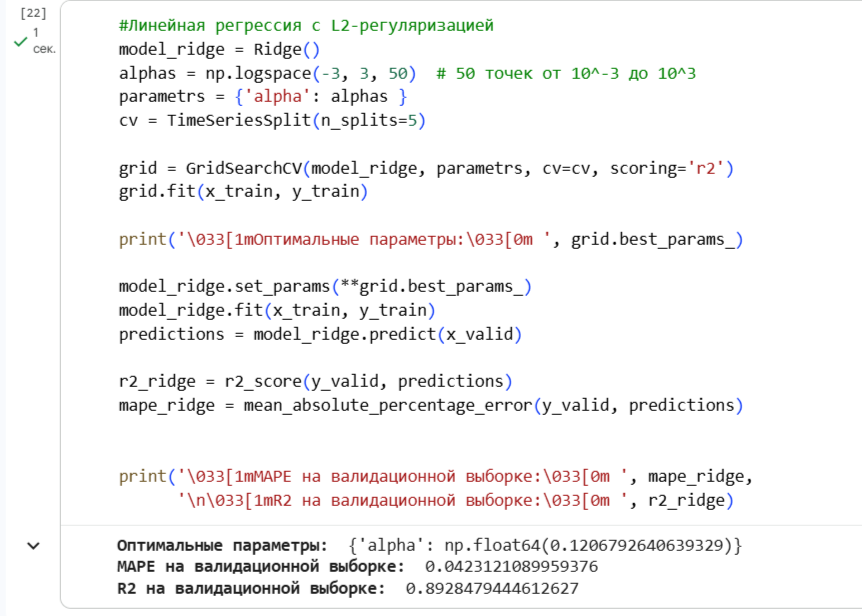 [22]
1
сек.
#Линейная регрессия с L2-регуляризацией
model_ridge = Ridge()
alphas = np.logspace(-3, 3, 50)  # 50 точек от 10^-3 до 10^3
parametrs = {'alpha': alphas }
cv = TimeSeriesSplit(n_splits=5)
grid = GridSearchCV(model_ridge, parametrs, cv=cv, scoring='r2')
grid.fit(x_train, y_train)
print('\033[1mОптимальные параметры:\033[0m ', grid.best_params_)
model_ridge.set_params(**grid.best_params_)
model_ridge.fit(x_train, y_train)
predictions = model_ridge.predict(x_valid)
r2_ridge = r2_score(y_valid, predictions)
mape_ridge = mean_absolute_percentage_error(y_valid, predictions)
print('\033[1mMAPE на валидационной выборке:\033[0m ', mape_ridge,
'\n\033[1mR2 на валидационной выборке:\033[0m ', r2_ridge)
Оптимальные параметры:  {'alpha': np.float64(0.1206792640639329)}
MAPE на валидационной выборке:  0.0423121089959376
R2 на валидационной выборке:  0.8928479444612627